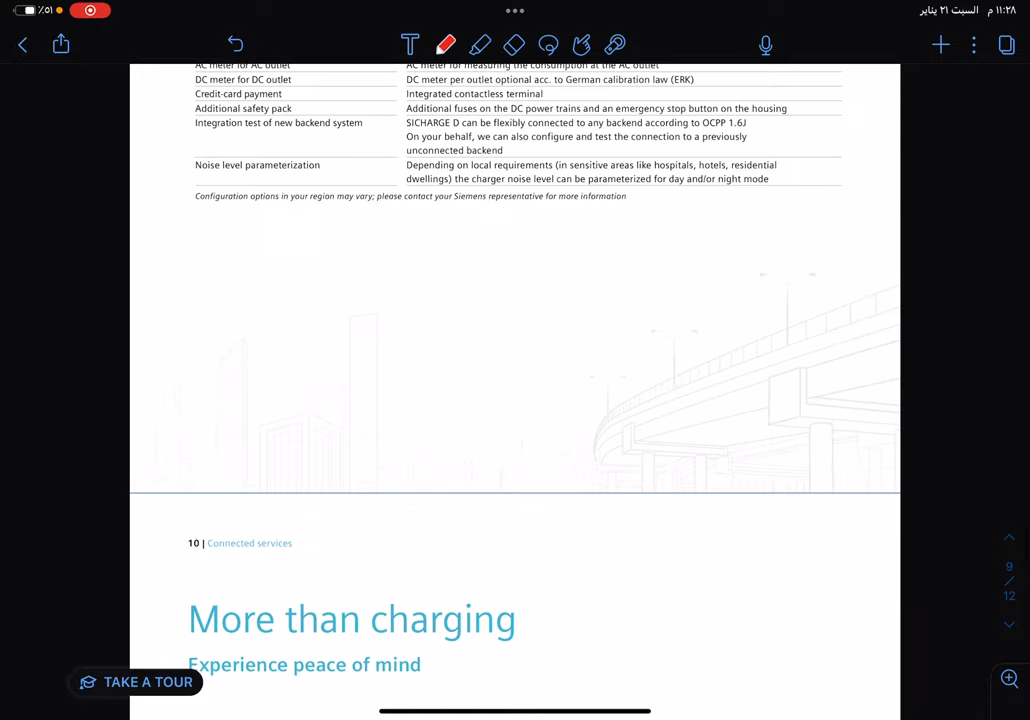 ٪٥١
١١:٢٨ م السبت ٢١ يناير
AC meter for AC outlet AC meter for measuring the consumption at the AC outlet
DC meter for DC outlet DC meter per outlet optional acc. to German calibration law (ERK)
Credit-card payment Integrated contactless terminal
Additional safety pack Additional fuses on the DC power trains and an emergency stop button on the housing
Integration test of new backend system SICHARGE D can be flexibly connected to any backend according to OCPP 1.6J
On your behalf, we can also configure and test the connection to a previously
unconnected backend
Noise level parameterization Depending on local requirements (in sensitive areas like hospitals, hotels, residential
dwellings) the charger noise level can be parameterized for day and/or night mode
Configuration options in your region may vary; please contact your Siemens representative for more information
10 | Connected services
9
/
12
More than charging
Experience peace of mind
TAKE A TOUR